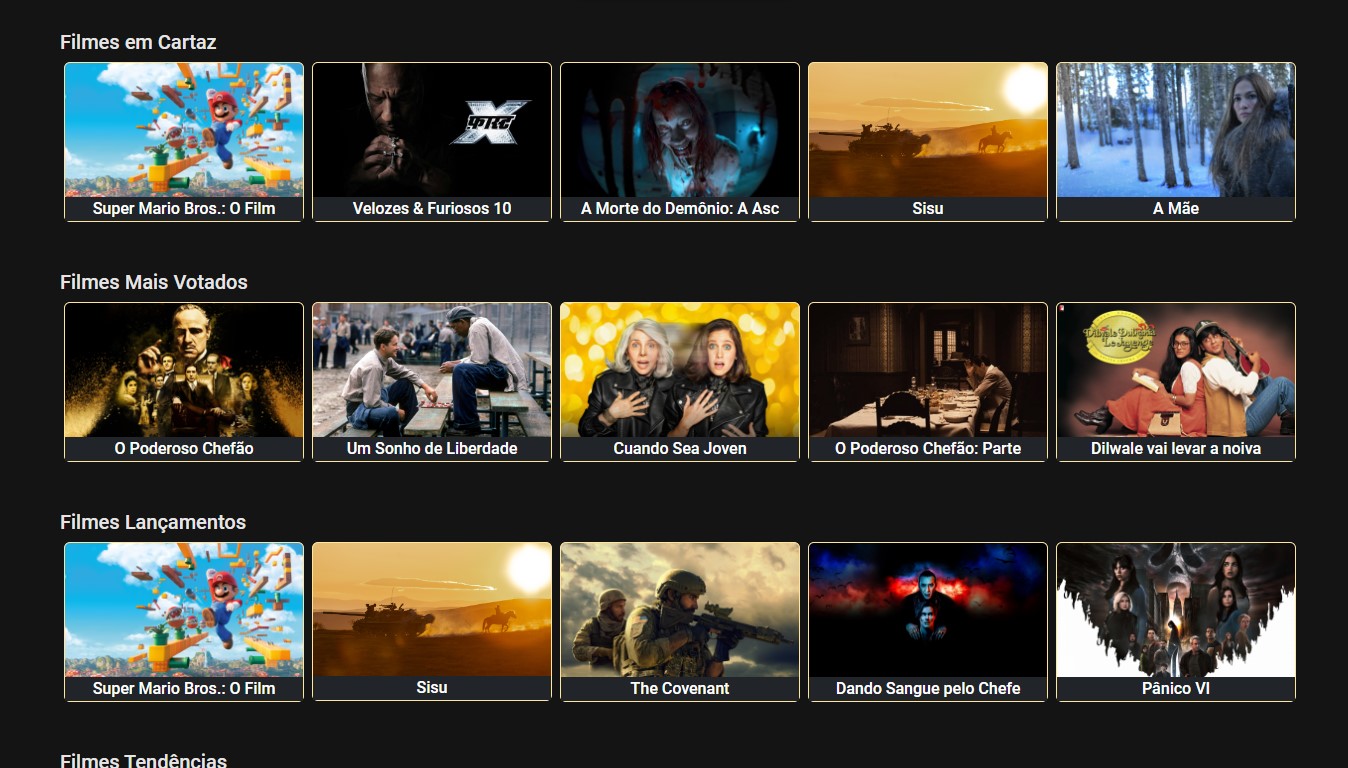 Filmes em Cartaz
Super Mario Bros.: O Film
Velozes & Furiosos 10
A Morte do Demônio: A Asc
Sisu
A Mãe
Filmes Mais Votados
O Poderoso Chefão
Um Sonho de Liberdade
Cuando Sea Joven
O Poderoso Chefão: Parte
Dilwale vai levar a noiva
Filmes Lançamentos
Super Mario Bros.: O Film
Sisu
The Covenant
Dando Sangue pelo Chefe
Pânico VI
Filmes Tendências